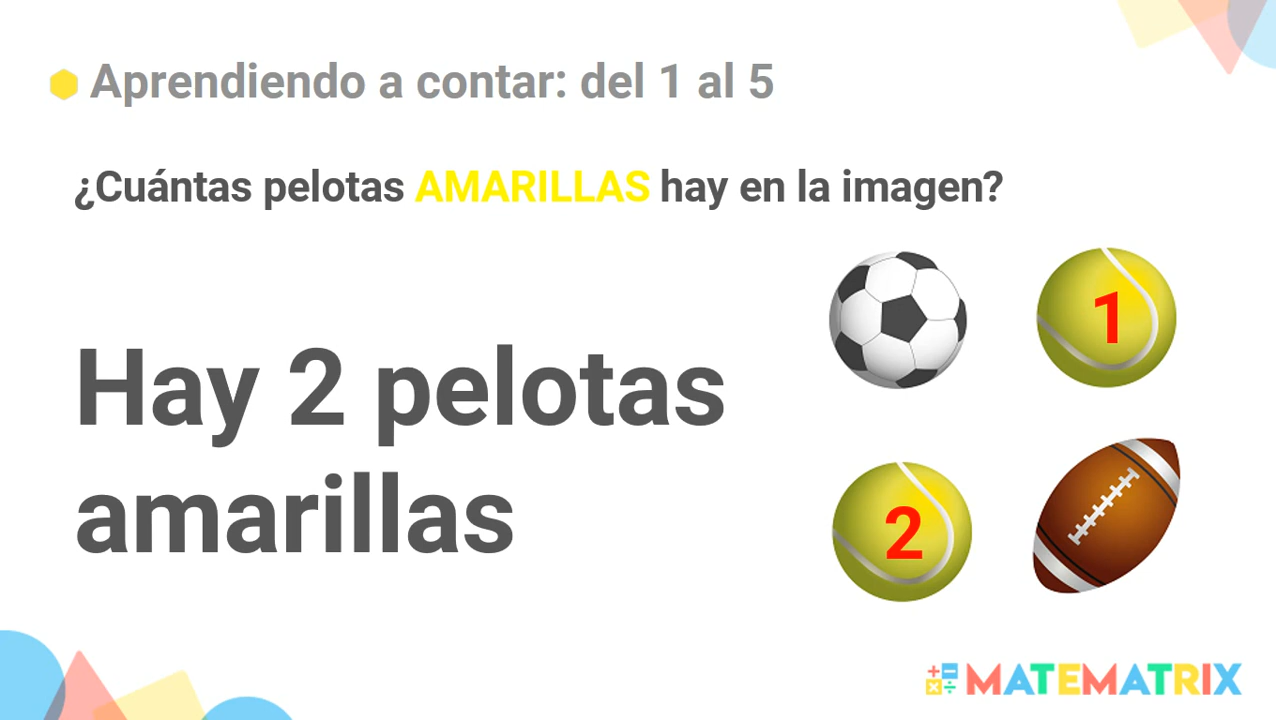 Aprendiendo a contar: del 1 al 5
¿Cuántas pelotas AMARILLAS hay en la imagen?
Hay 2 pelotas
amarillas
1
2
MATEMATRIX